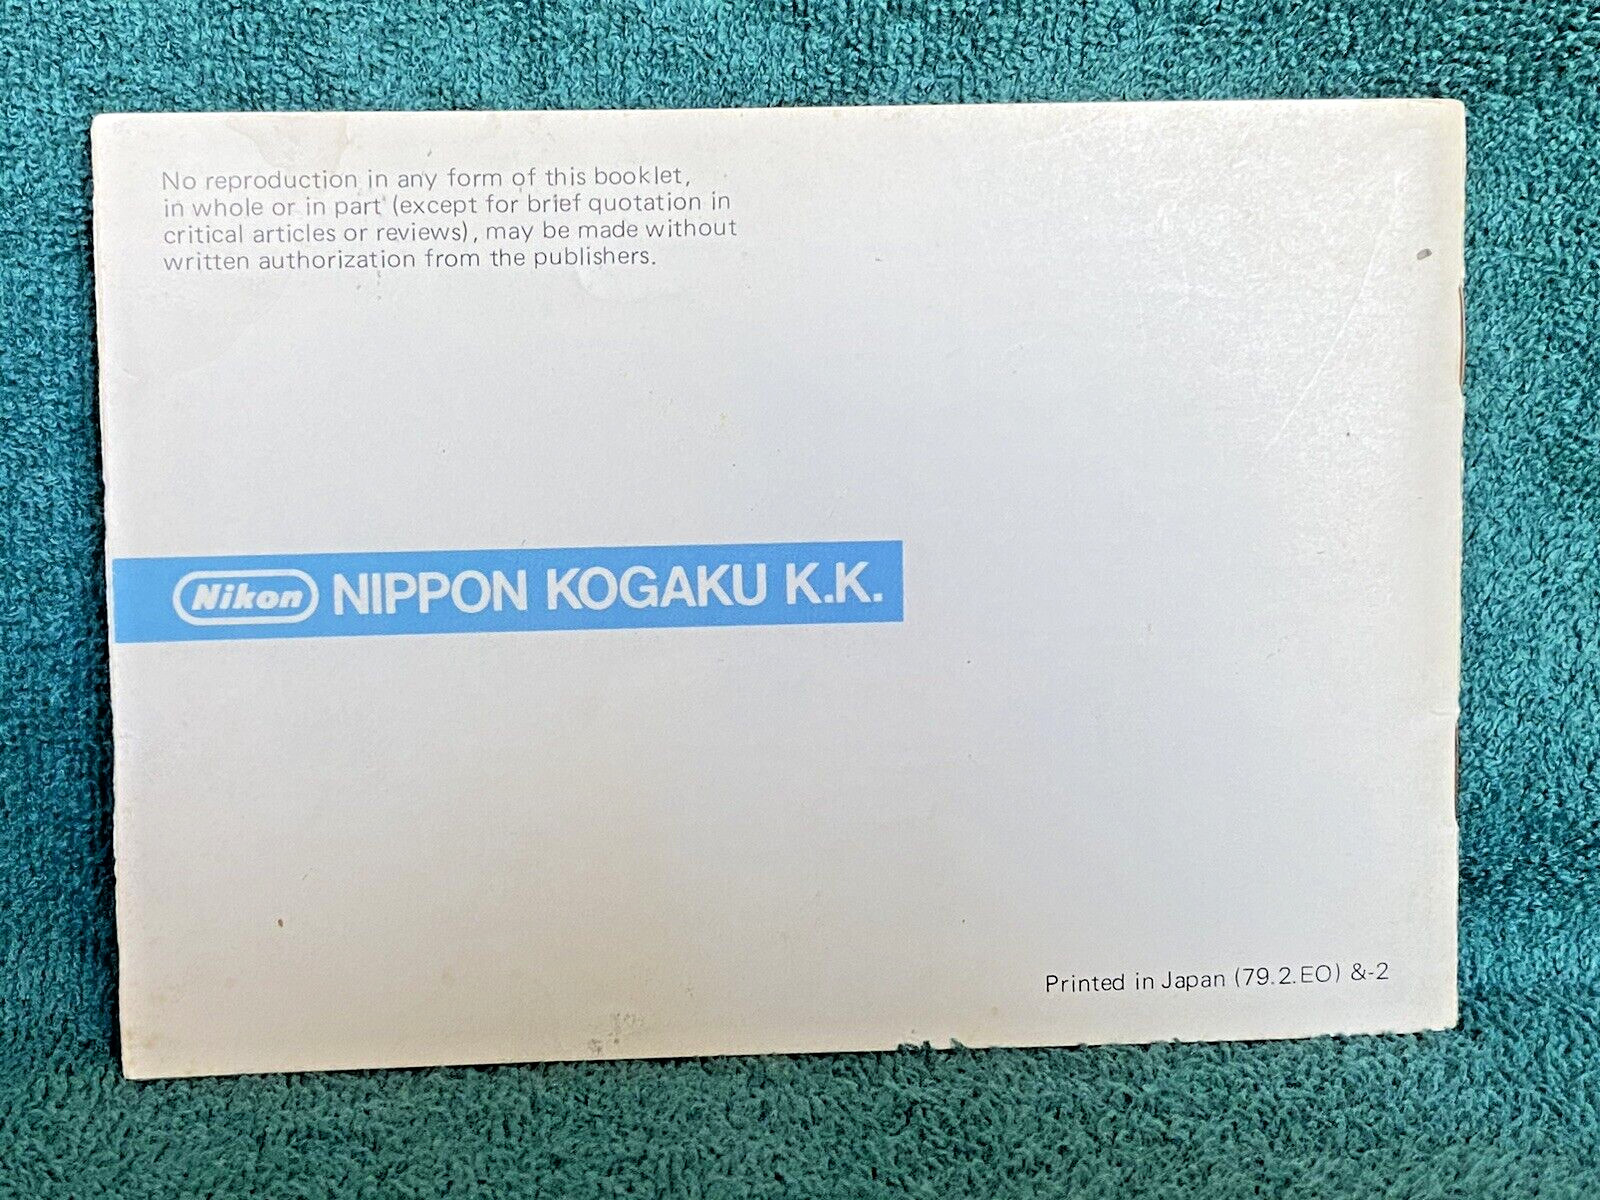 No reproduction in any form of this booklet,
in whole or in part (except for brief quotation in
critical articles or reviews), may be made without
written authorization from the publishers.
Nikon NIPPON KOGAKU K.K.
Printed in Japan (79.2.EO) &-2